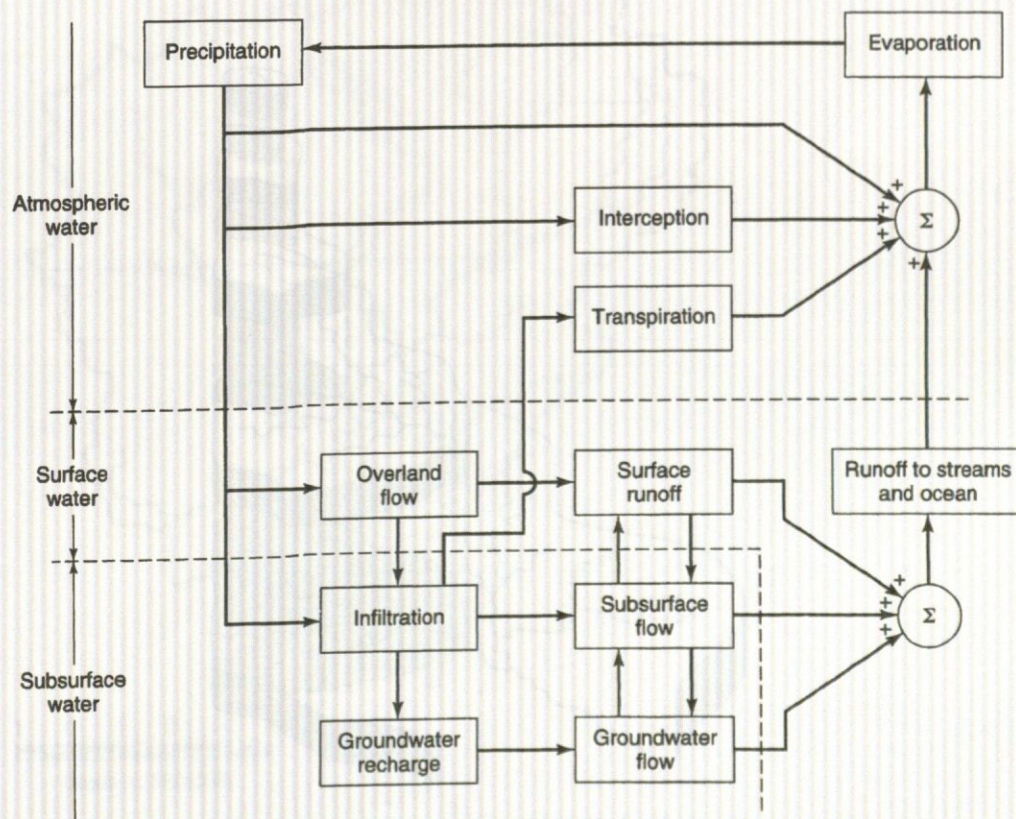 Precipitation
Evaporation
+
Atmospheric
water
Interception
+
Σ
+
Transpiration
+
Surface
water
Overland
flow
Surface
runoff
Runoff to streams
and ocean
+
Infiltration
Subsurface
flow
+
Σ
+
Subsurface
water
Groundwater
recharge
Groundwater
flow